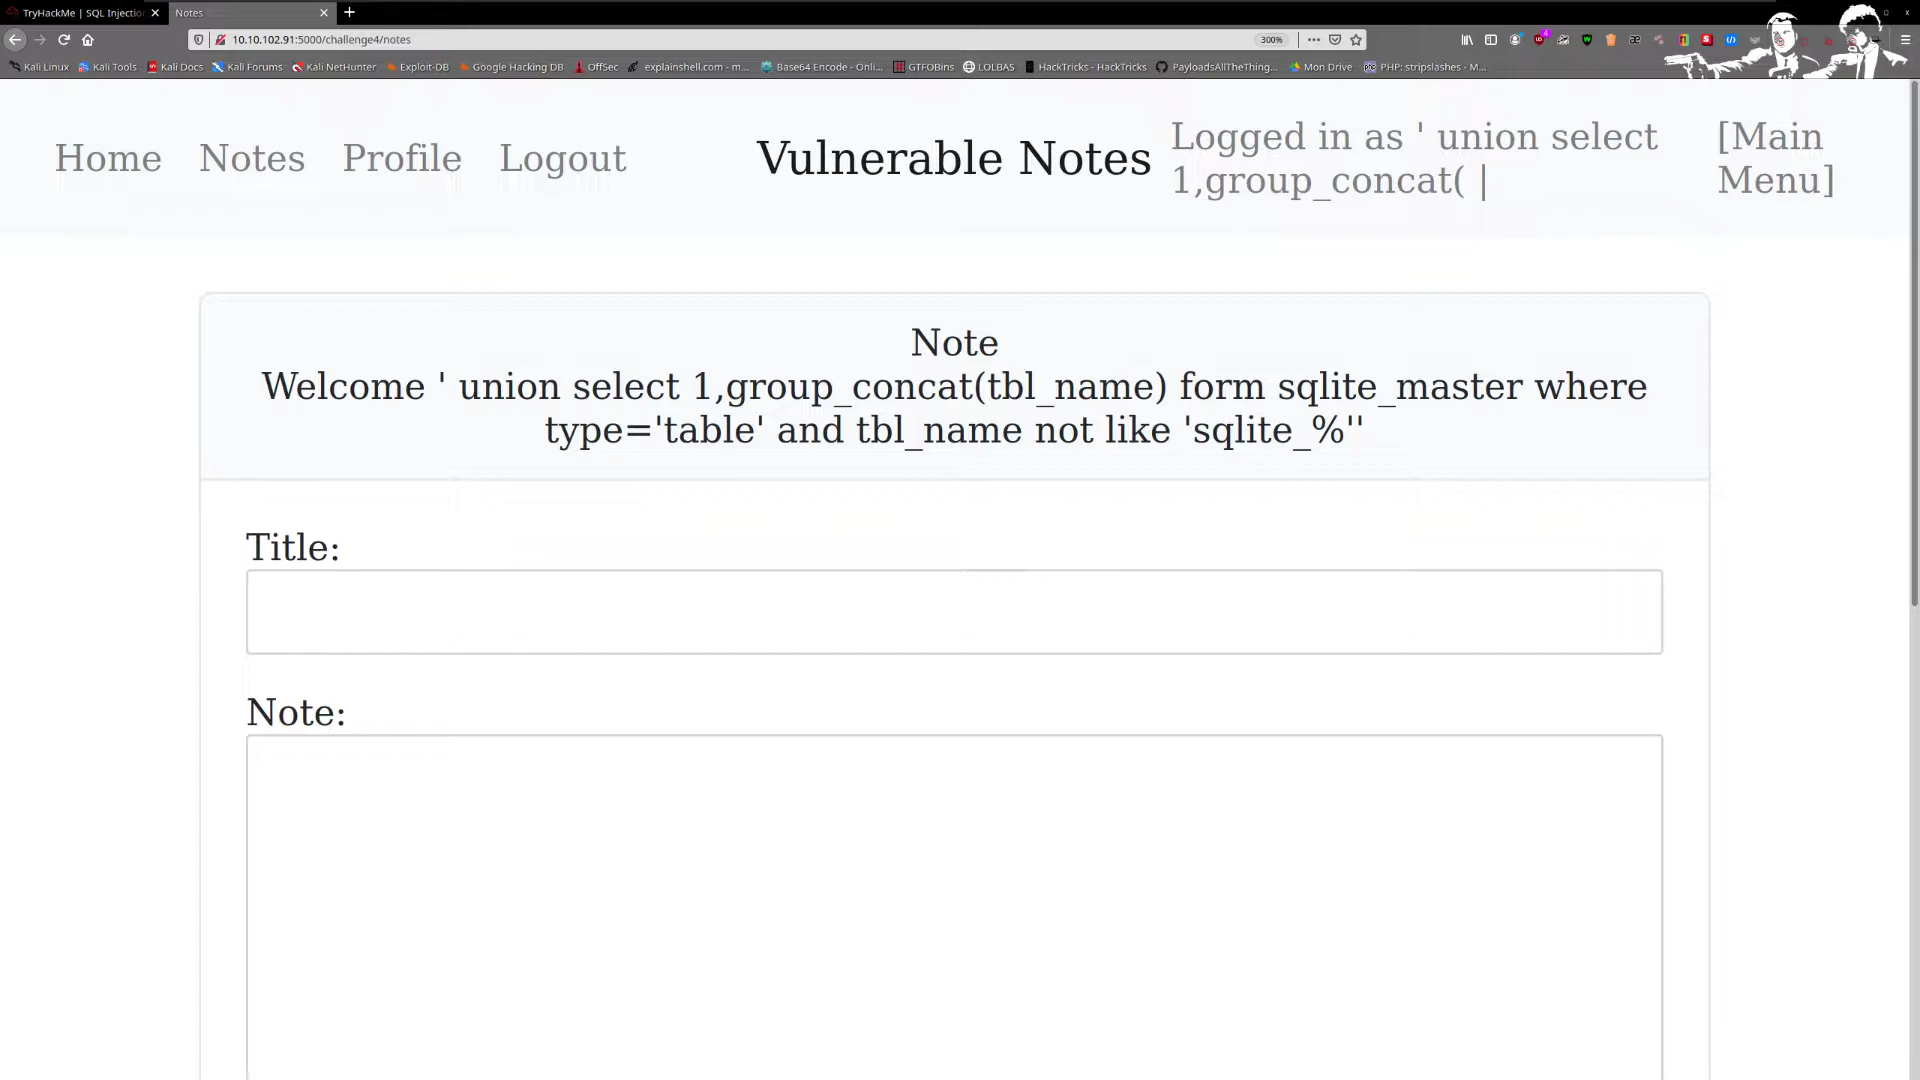 TryHackMe | SQL Injectio
Notes
10.10.102.91:5000/challenge4/notes
300%
Kali Linux
Kali Tools
Kali Docs
Kali Forums
Kali NetHunter
Exploit-DB
Google Hacking DB
OffSec
explainshell.com - m...
Base64 Encode - Onli...
GTFOBins
LOLBAS
HackTricks - HackTricks
PayloadsAllTheThing...
Mon Drive
PHP: stripslashes - M...
Home
Notes
Profile
Logout
Vulnerable Notes
Logged in as ' union select
1,group_concat( |
[Main
Menu]
Note
Welcome ' union select 1,group_concat(tbl_name) form sqlite_master where
type='table' and tbl_name not like 'sqlite_%''
Title:
Note: